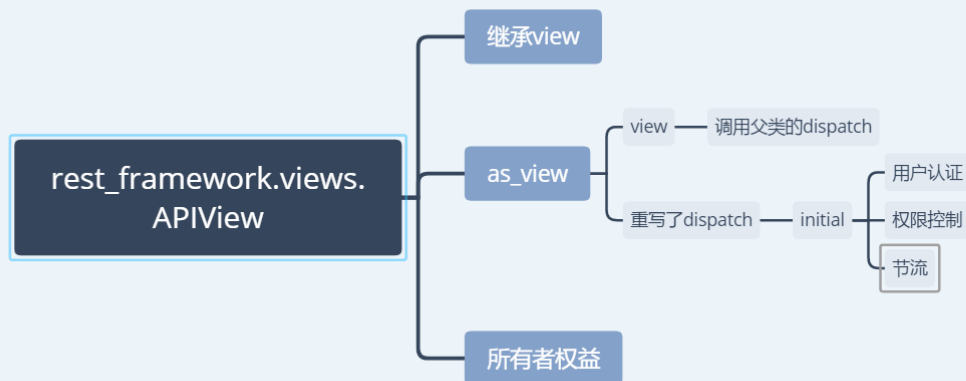 继承view
rest_framework.views.
APIView
as_view
view
调用父类的dispatch
重写了dispatch
initial
用户认证
权限控制
节流
所有者权益